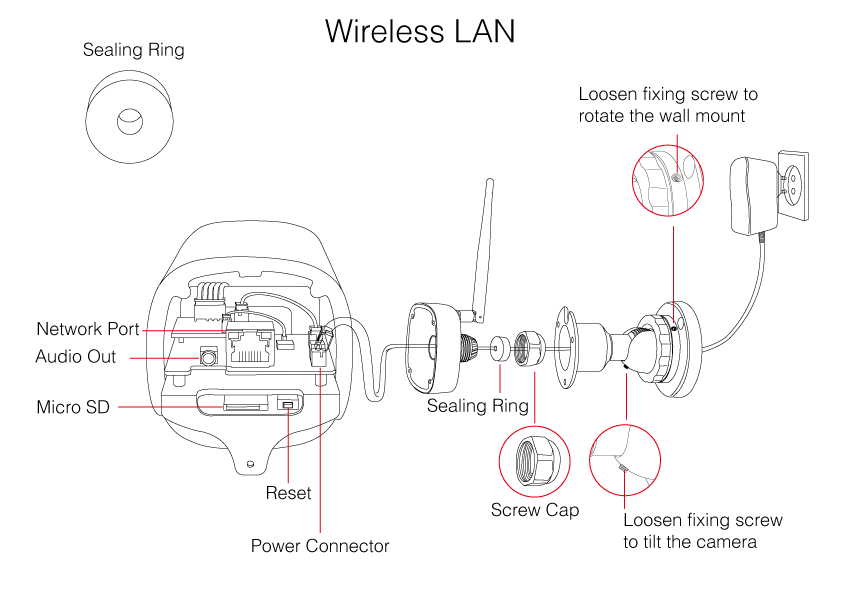 Wireless LAN
Sealing Ring
Loosen fixing screw to
rotate the wall mount
Network Port
Audio Out
Micro SD
Sealing Ring
Reset
Screw Cap
Loosen fixing screw
to tilt the camera
Power Connector